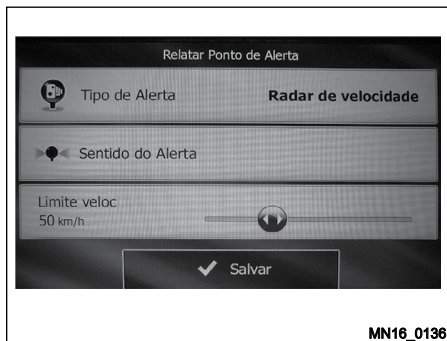 Relatar Ponto de Alerta
Tipo de Alerta Radar de velocidade
Sentido do Alerta
Limite veloc
50 km/h
Salvar
MN16_0136